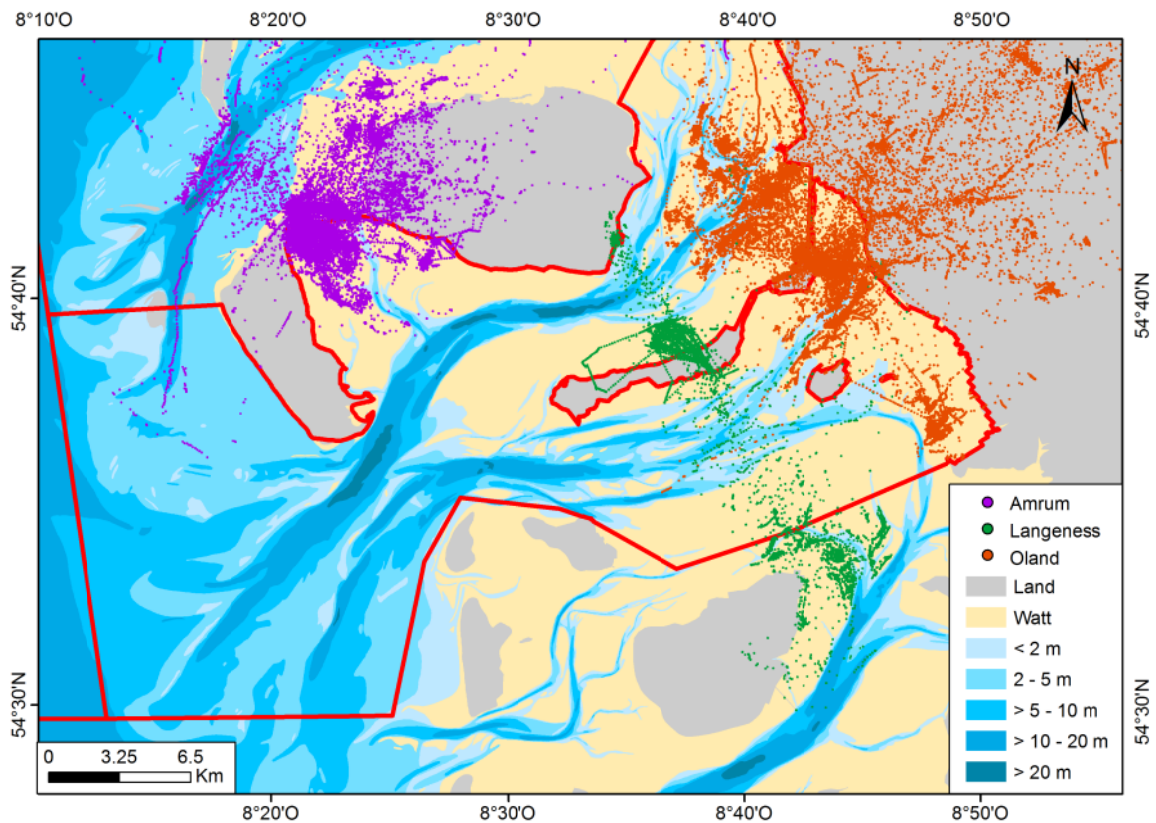 8°10'O 8°20'O 8°30'O 8°40'O 8°50'O
N
54°40'N 54°40'N
Amrum
Langeness
Oland
Land
Watt
< 2 m
2 - 5 m
> 5 - 10 m
> 10 - 20 m
> 20 m
54°30'N 54°30'N
0 3.25 6.5
Km
8°20'O 8°30'O 8°40'O 8°50'O